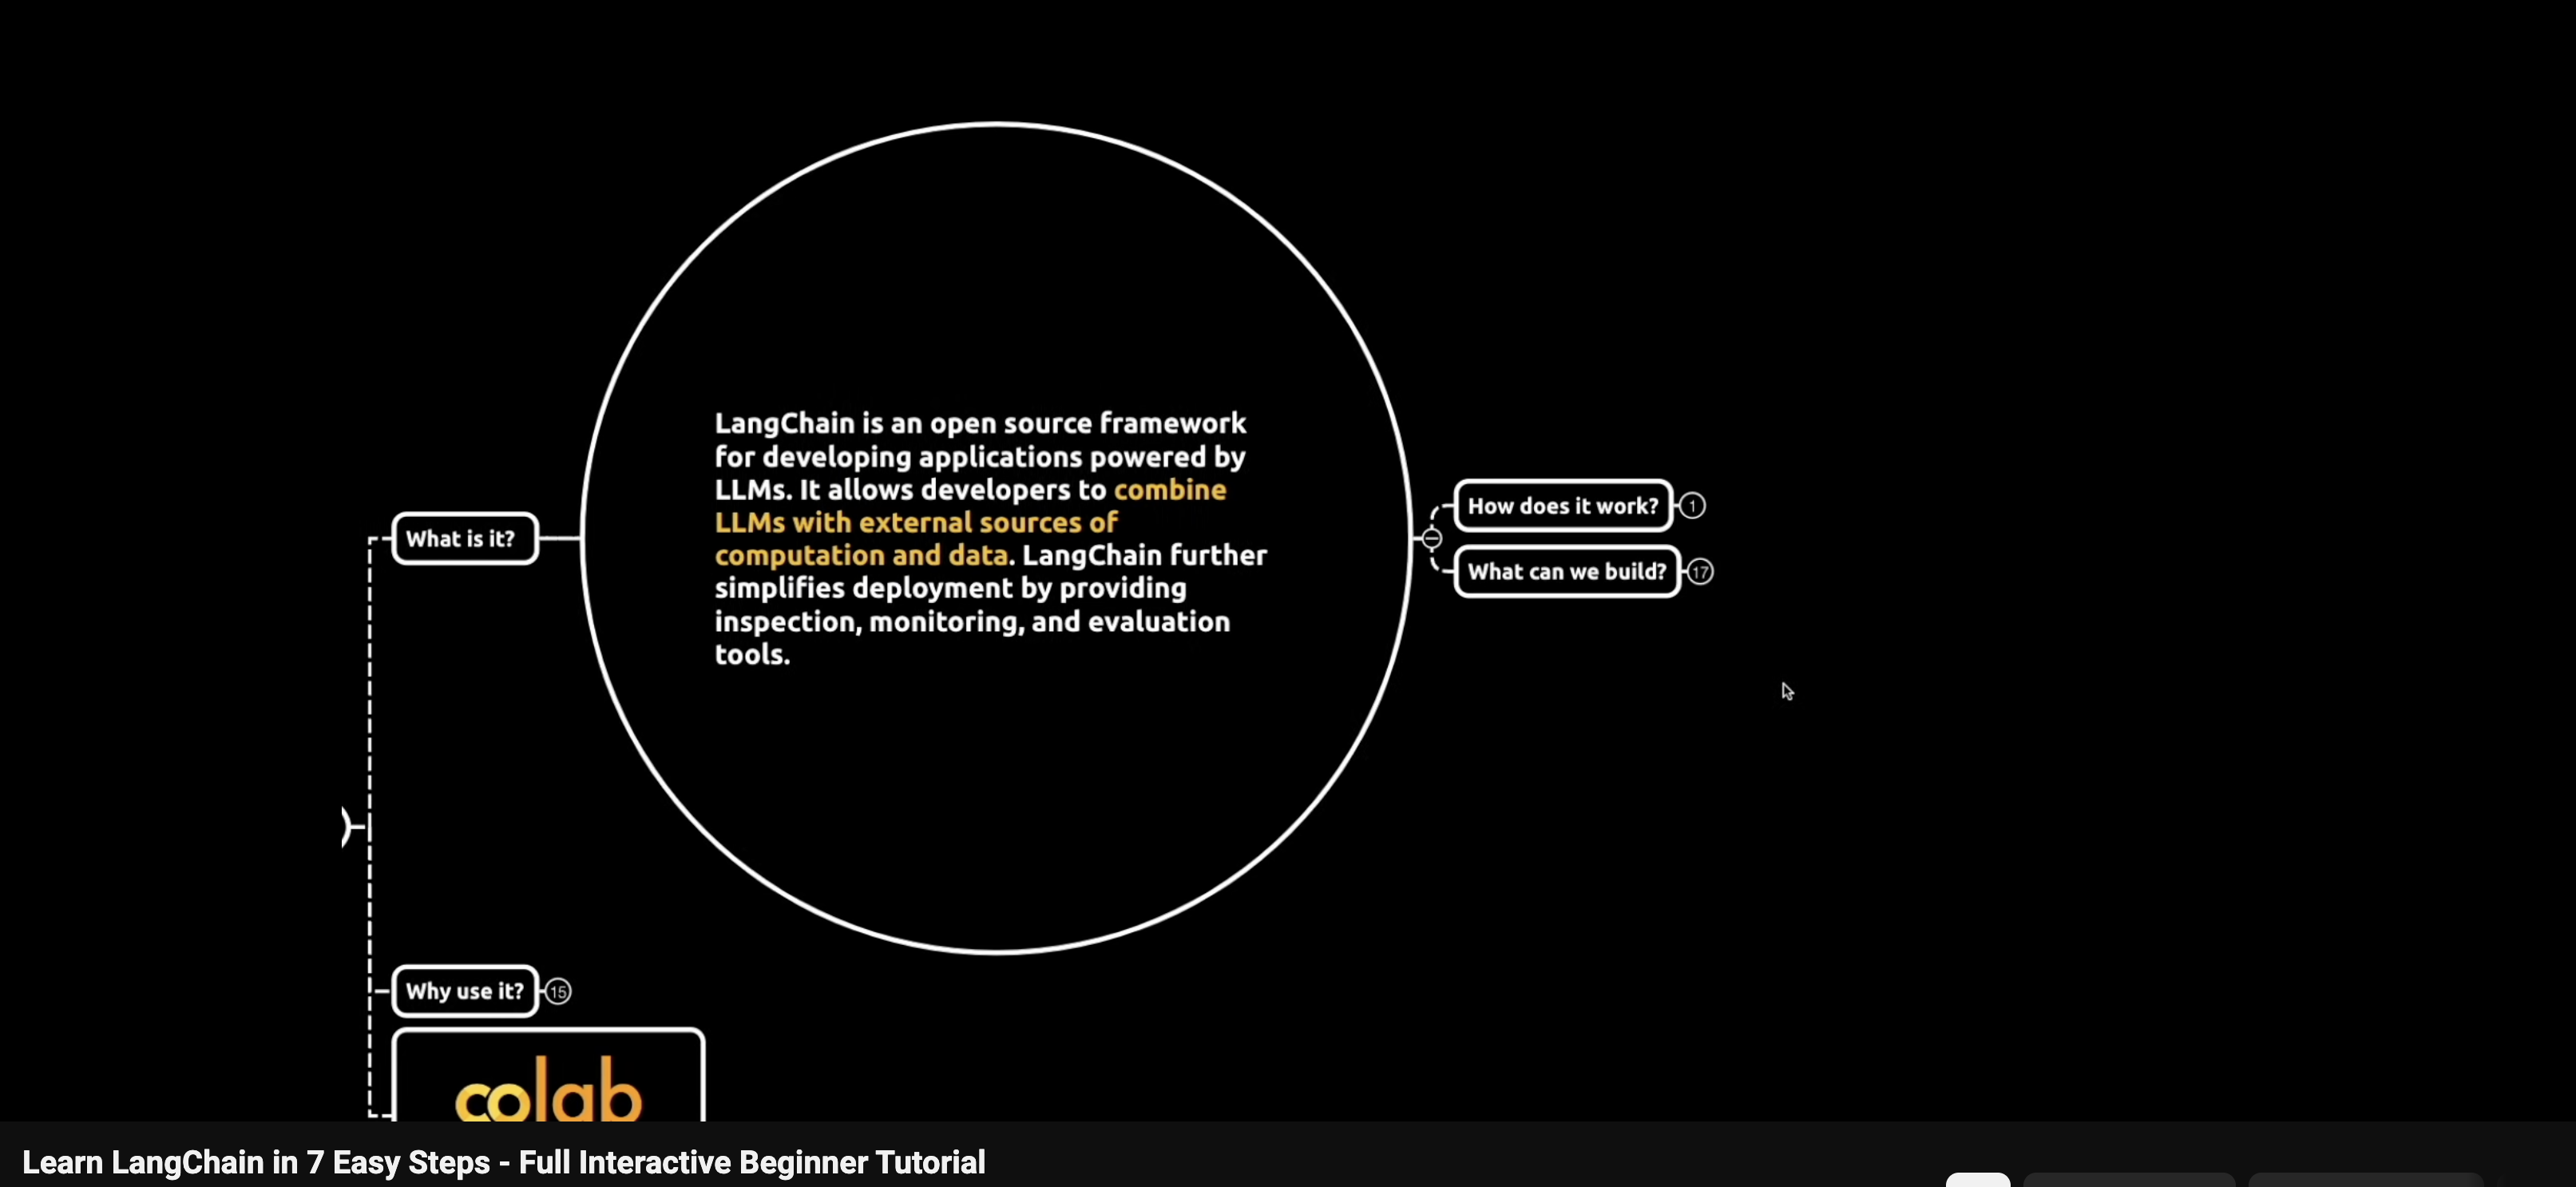 LangChain is an open source framework
for developing applications powered by
LLMs. It allows developers to combine
LLMs with external sources of
computation and data. LangChain further
simplifies deployment by providing
inspection, monitoring, and evaluation
tools.
What is it?
How does it work? 1
What can we build? 17
Why use it? 15
colab
Learn LangChain in 7 Easy Steps - Full Interactive Beginner Tutorial